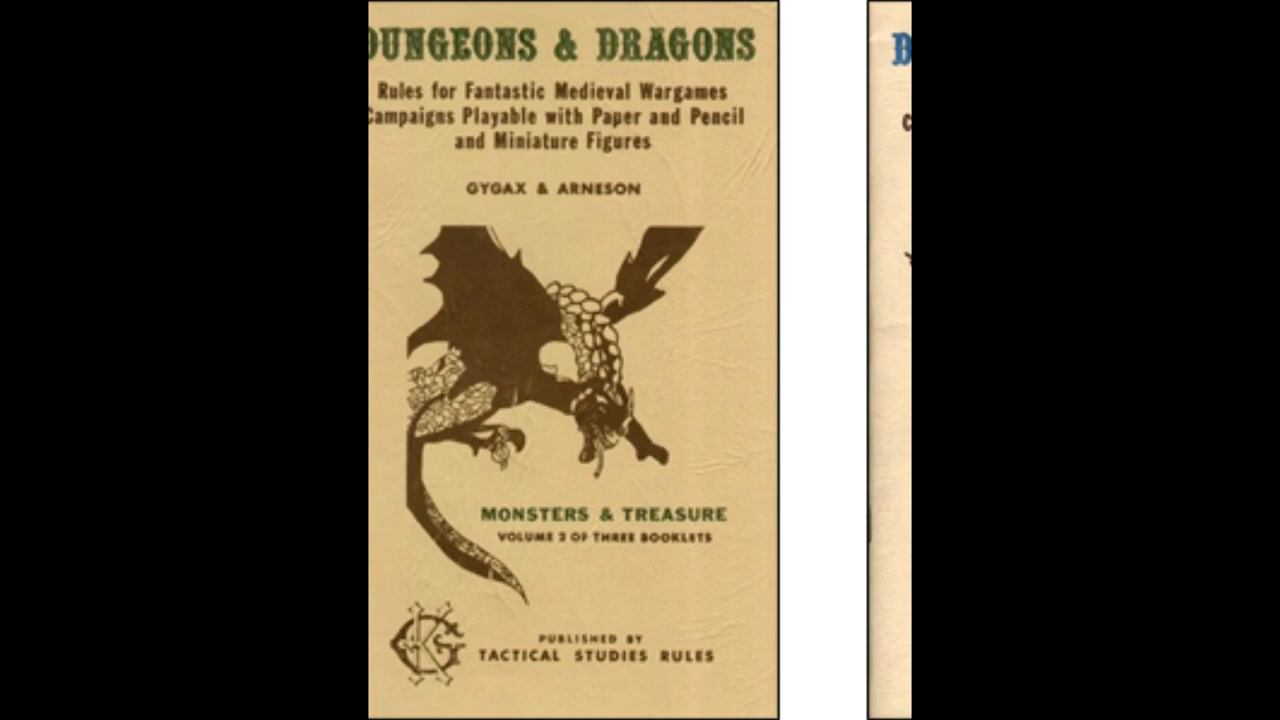 DUNGEONS & DRAGONS
Rules for Fantastic Medieval Wargames
Campaigns Playable with Paper and Pencil
and Miniature Figures
GYGAX & ARNESON
MONSTERS & TREASURE
VOLUME 2 OF THREE BOOKLETS
PUBLISHED BY
TACTICAL STUDIES RULES